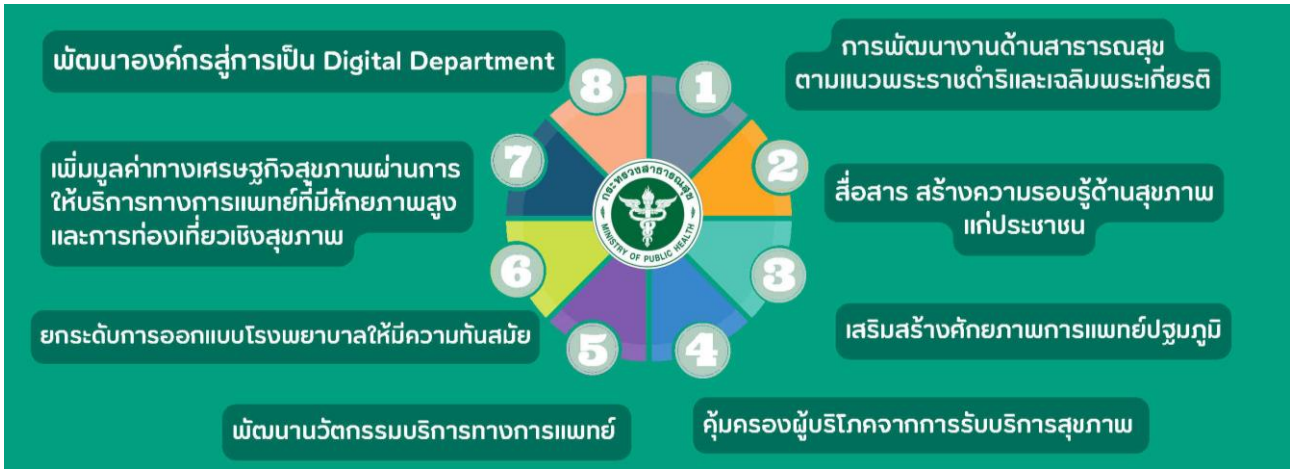 1
การพัฒนางานด้านสาธารณสุข
ตามแนวพระราชดำริและเฉลิมพระเกียรติ
2
สื่อสาร สร้างความรอบรู้ด้านสุขภาพ
แก่ประชาชน
3
เสริมสร้างศักยภาพการแพทย์ปฐมภูมิ
4
คุ้มครองผู้บริโภคจากการรับบริการสุขภาพ
5
พัฒนานวัตกรรมบริการทางการแพทย์
6
ยกระดับการออกแบบโรงพยาบาลให้มีความทันสมัย
7
เพิ่มมูลค่าทางเศรษฐกิจสุขภาพผ่านการ
ให้บริการทางการแพทย์ที่มีศักยภาพสูง
และการท่องเที่ยวเชิงสุขภาพ
8
พัฒนาองค์กรสู่การเป็น Digital Department
กระทรวงสาธารณสุข
MINISTRY OF PUBLIC HEALTH